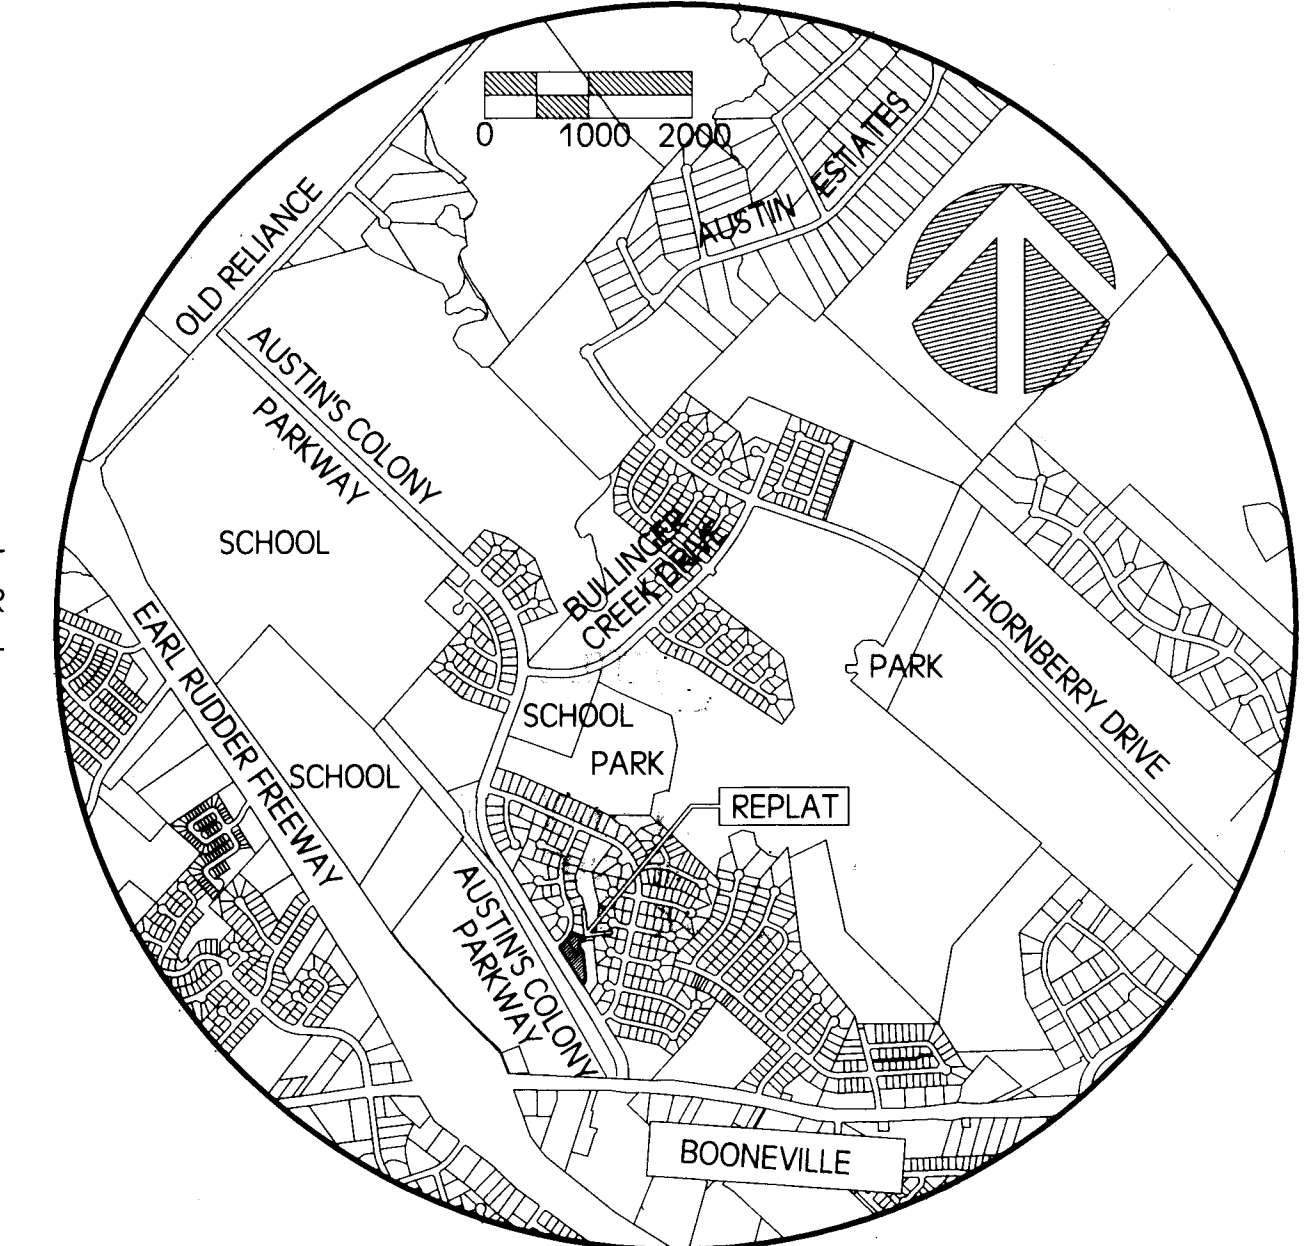 0 1000 2000
AUSTIN ESTATES
OLD RELIANCE
AUSTIN'S COLONY
PARKWAY
SCHOOL
BULLINGER
CREEK DRIVE
THORNBERRY DRIVE
PARK
EARL RUDDER FREEWAY
SCHOOL
PARK
SCHOOL
REPLAT
AUSTIN'S COLONY
PARKWAY
BOONEVILLE